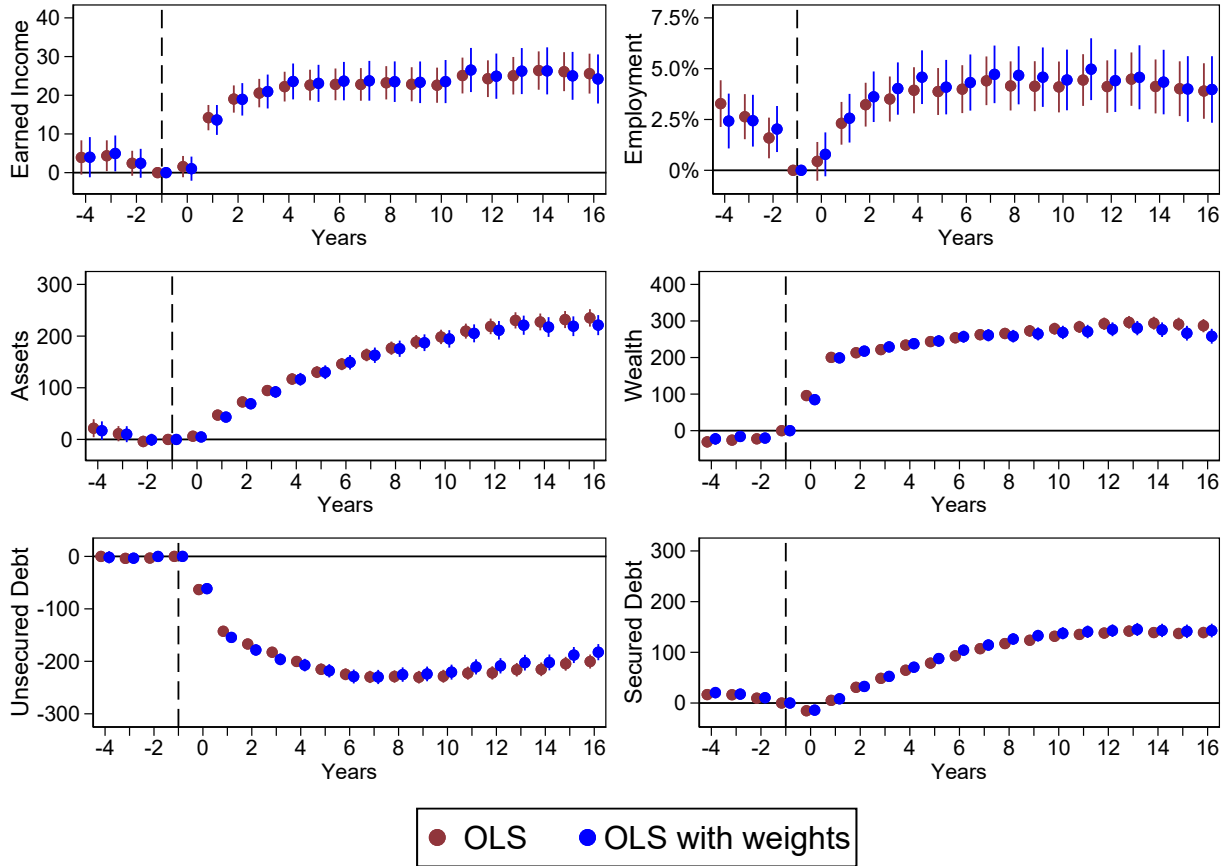 Earned Income
40
30
20
10
0
-4 -2 0 2 4 6 8 10 12 14 16
Years
Employment
7.5%
5.0%
2.5%
0%
-4 -2 0 2 4 6 8 10 12 14 16
Years
Assets
300
200
100
0
-4 -2 0 2 4 6 8 10 12 14 16
Years
Wealth
400
300
200
100
0
-4 -2 0 2 4 6 8 10 12 14 16
Years
Unsecured Debt
0
-100
-200
-300
-4 -2 0 2 4 6 8 10 12 14 16
Years
Secured Debt
300
200
100
0
-4 -2 0 2 4 6 8 10 12 14 16
Years
OLS OLS with weights